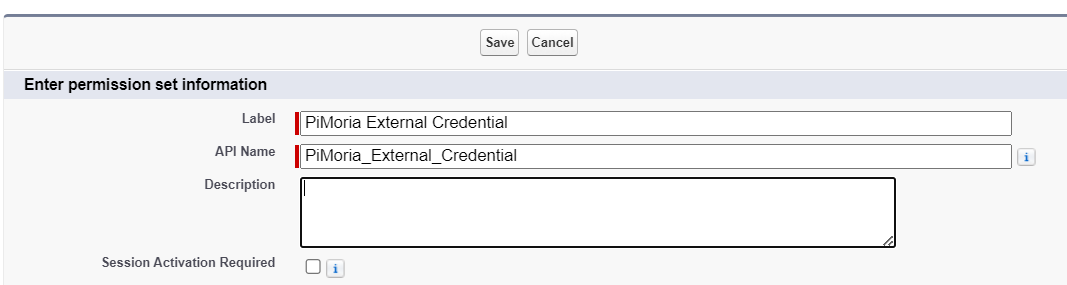 Save Cancel
Enter permission set information
Label PiMoria External Credential
API Name PiMoria_External_Credential i
Description
Session Activation Required i